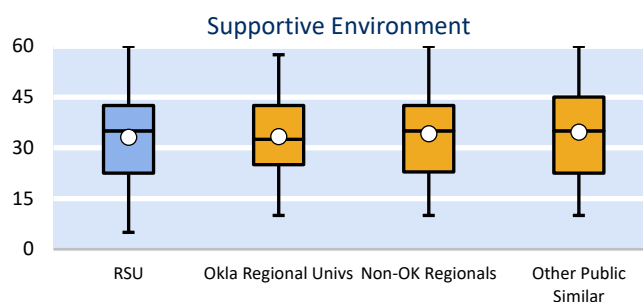 Supportive Environment
60
45
30
15
0
RSU
Okla Regional Univs
Non-OK Regionals
Other Public
Similar